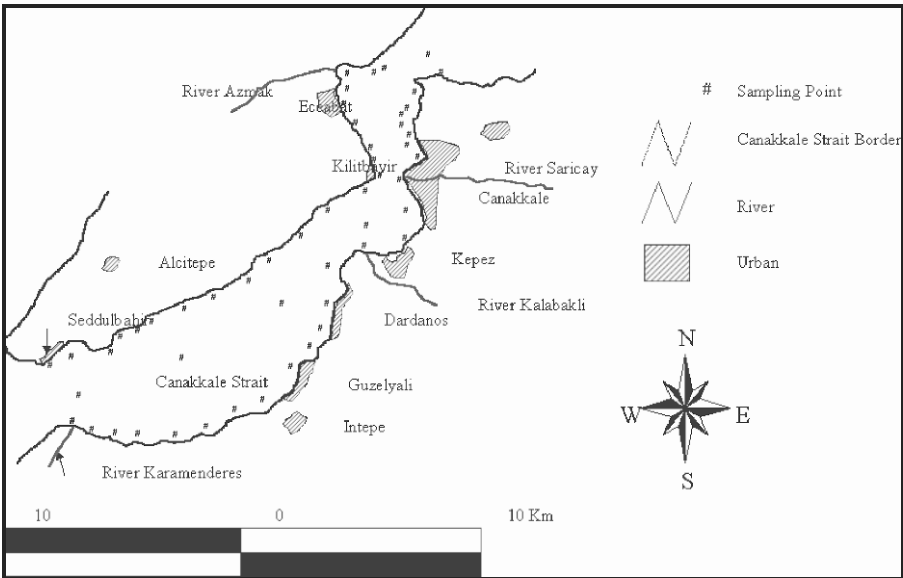 River Azmak
Eceabat
Kilitbayir
River Saricay
Canakkale
Kepez
Alcitepe
River Kalabakli
Dardanos
Seddulbahir
Canakkale Strait
Guzelyali
Intepe
River Karamenderes
# Sampling Point
Canakkale Strait Border
River
Urban
N
W E
S
10 0 10 Km